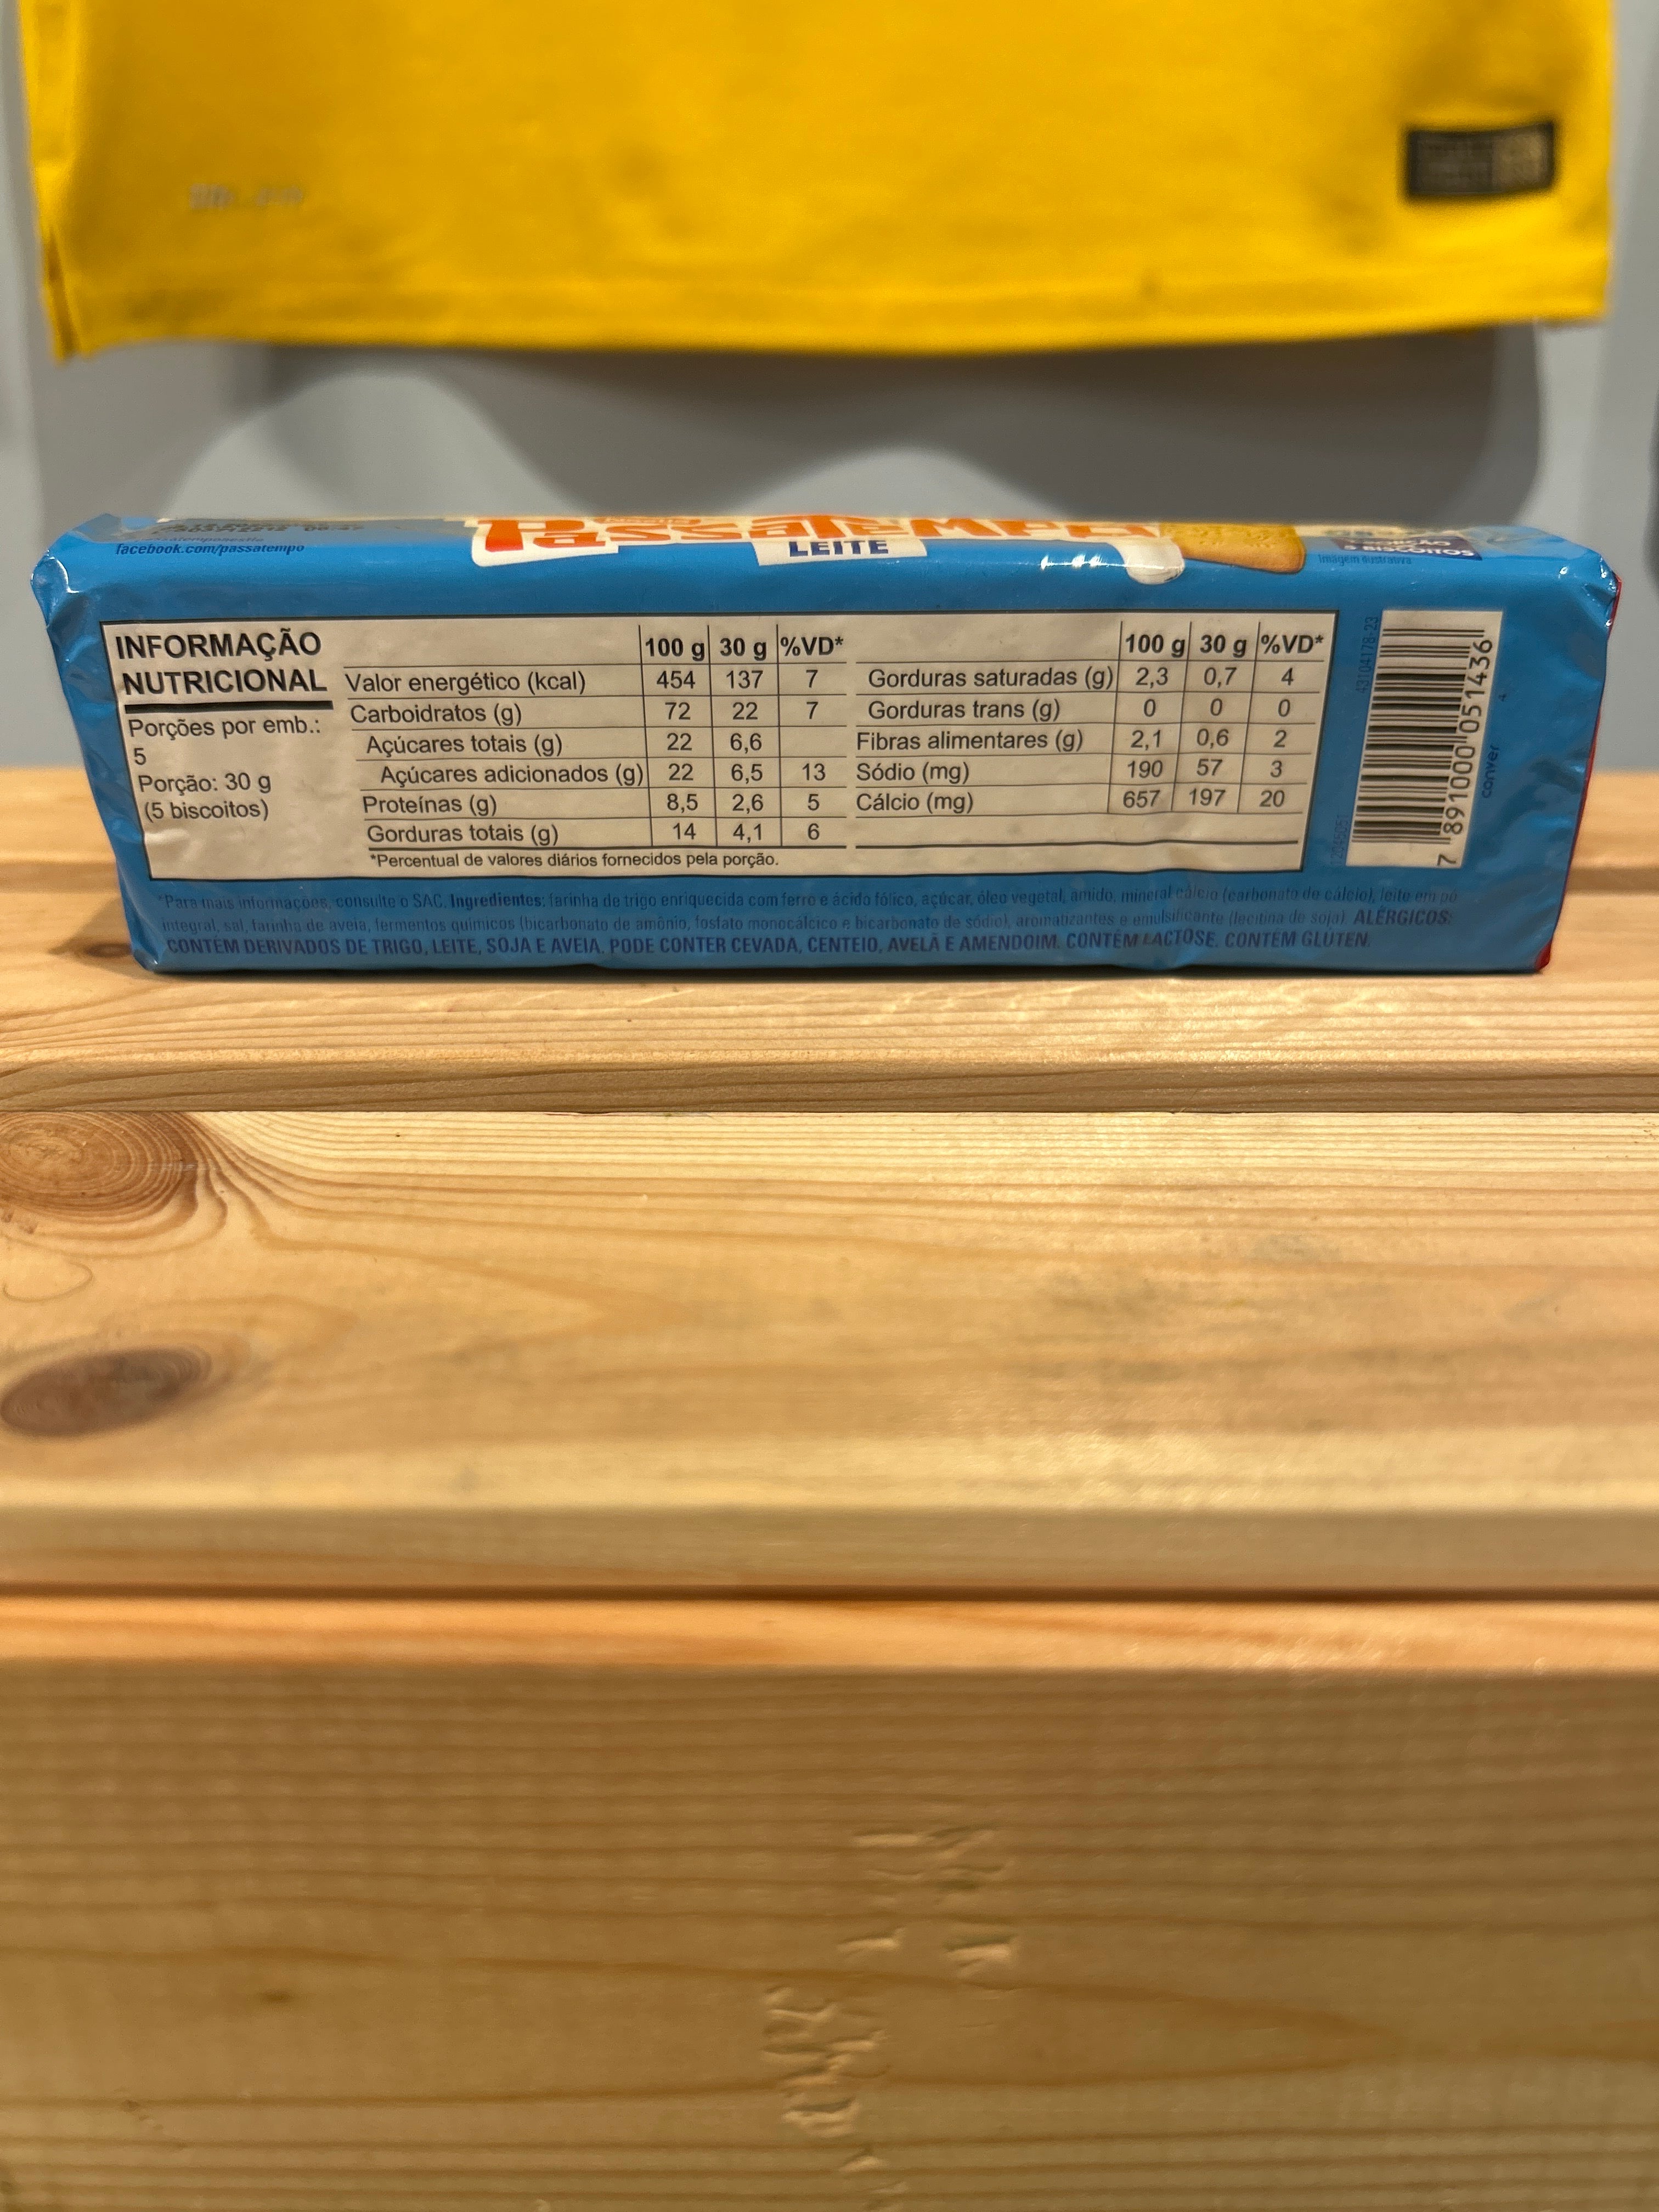 facebook.com/passatempo
PassaTEMPO
LEITE
5 BISCOITOS
Imagem ilustrativa
INFORMAÇÃO
NUTRICIONAL
Porções por emb.:
5
Porção: 30 g
(5 biscoitos)
100 g 30 g %VD*
Valor energético (kcal) 454 137 7
Carboidratos (g) 72 22 7
Açúcares totais (g) 22 6,6
Açúcares adicionados (g) 22 6,5 13
Proteínas (g) 8,5 2,6 5
Gorduras totais (g) 14 4,1 6
*Percentual de valores diários fornecidos pela porção.
100 g 30 g %VD*
Gorduras saturadas (g) 2,3 0,7 4
Gorduras trans (g) 0 0 0
Fibras alimentares (g) 2,1 0,6 2
Sódio (mg) 190 57 3
Cálcio (mg) 657 197 20
43104178-23
7 891000 051436
conver
*Para mais informações, consulte o SAC. Ingredientes: farinha de trigo enriquecida com ferro e ácido fólico, açúcar, óleo vegetal, amido, mineral cálcio (carbonato de cálcio), leite em pó
integral, sal, farinha de aveia, fermentos químicos (bicarbonato de amônio, fosfato monocálcico e bicarbonato de sódio), aromatizantes e emulsificante (lecitina de soja). ALÉRGICOS:
CONTÉM DERIVADOS DE TRIGO, LEITE, SOJA E AVEIA. PODE CONTER CEVADA, CENTEIO, AVELÃ E AMENDOIM. CONTÉM LACTOSE. CONTÉM GLÚTEN.